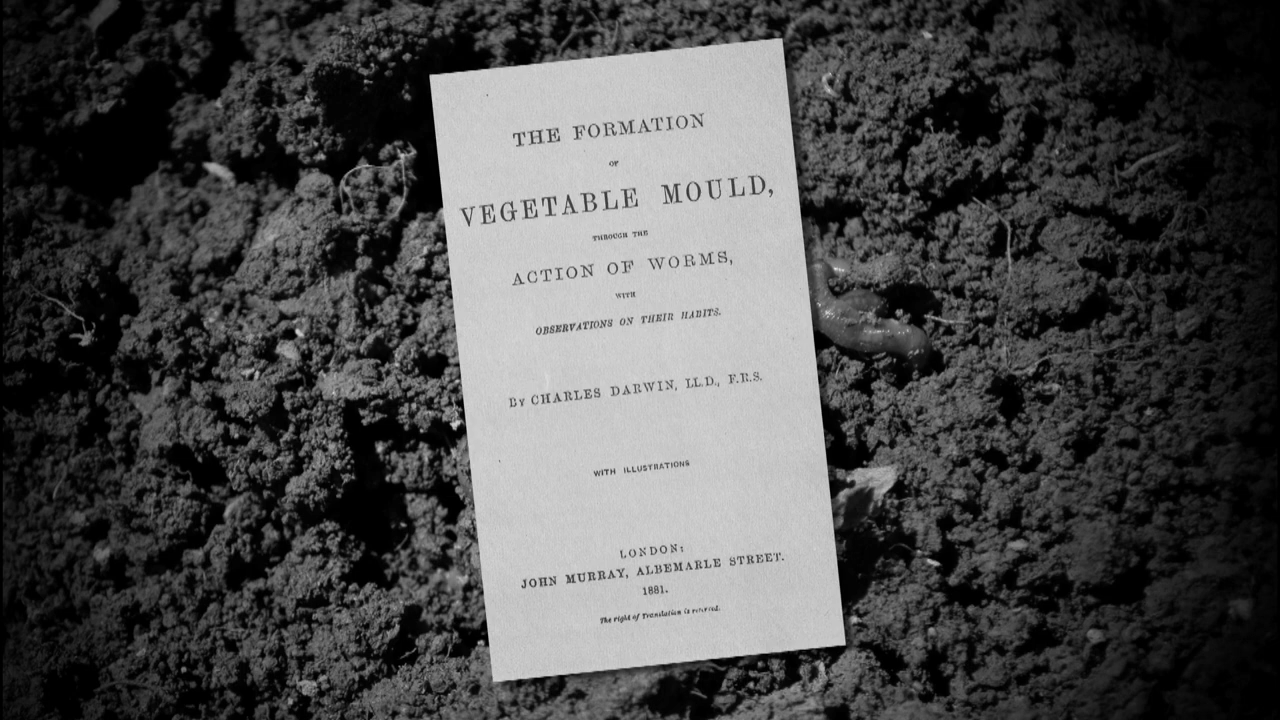 THE FORMATION
OF
VEGETABLE MOULD,
THROUGH THE
ACTION OF WORMS,
WITH
OBSERVATIONS ON THEIR HABITS.
By CHARLES DARWIN, LL.D., F.R.S.
WITH ILLUSTRATIONS
LONDON:
JOHN MURRAY, ALBEMARLE STREET.
1881.
The right of Translation is reserved.